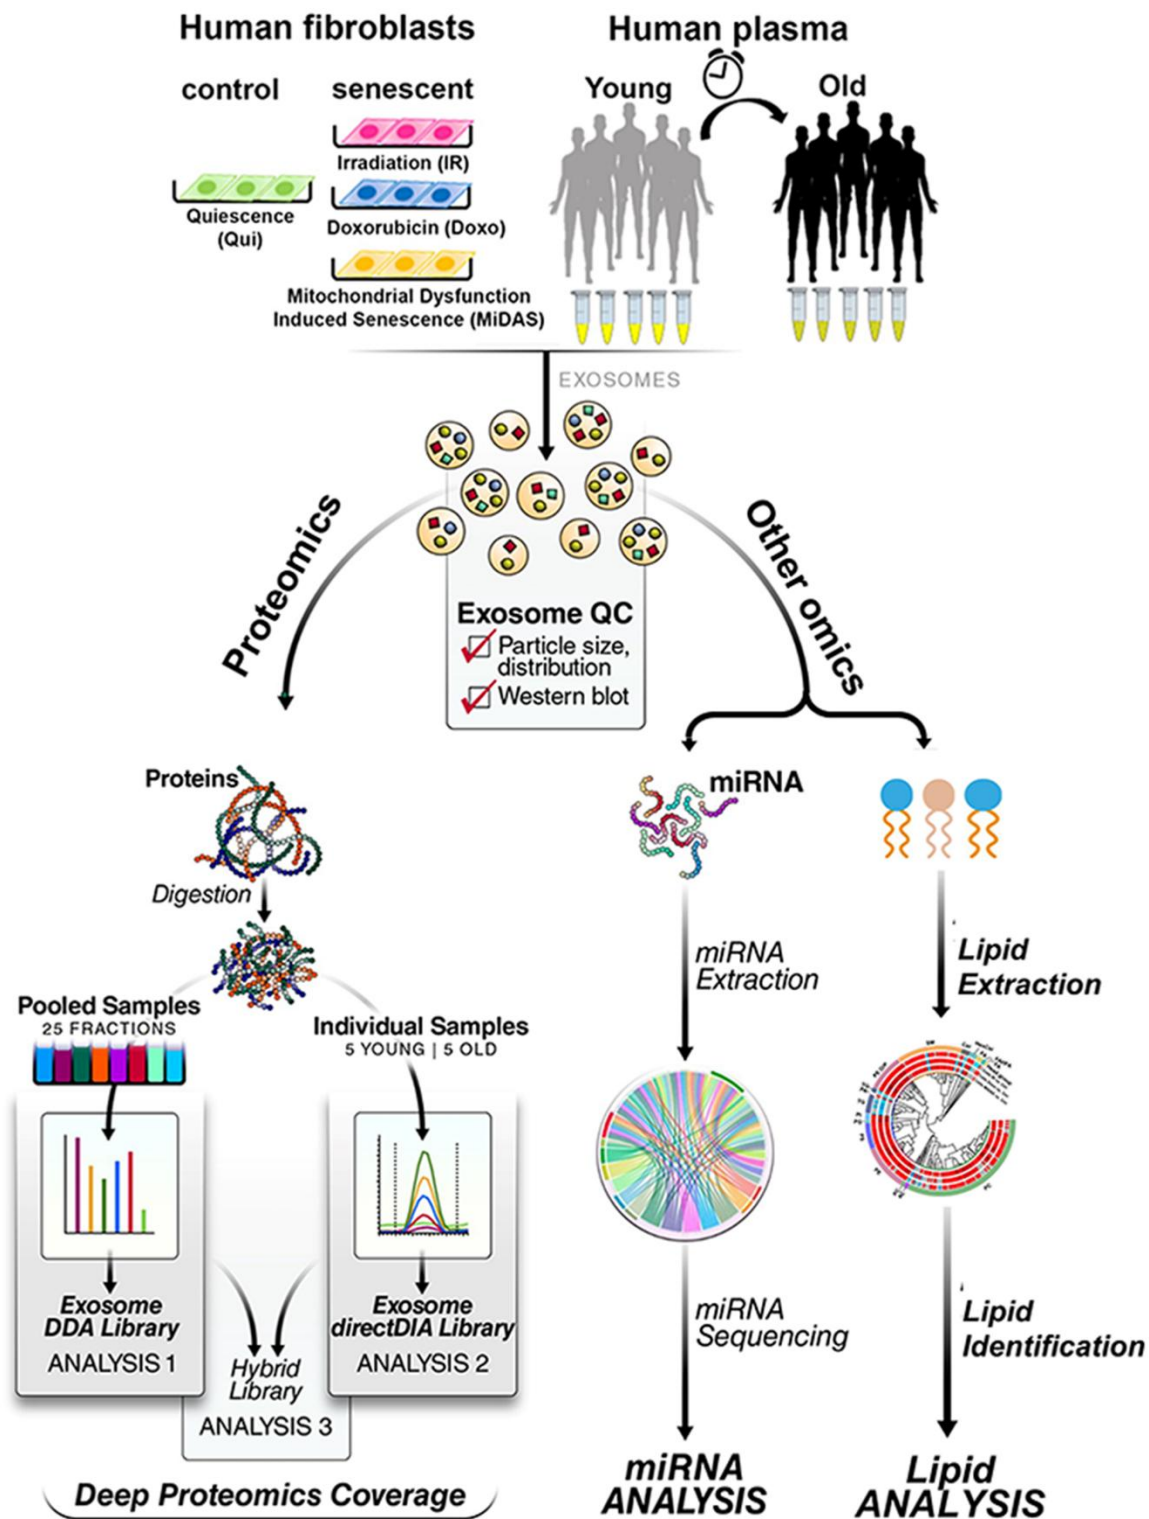 Human fibroblasts
control
senescent
Irradiation (IR)
Quiescence
(Qui)
Doxorubicin (Doxo)
Mitochondrial Dysfunction
Induced Senescence (MiDAS)
Human plasma
Young
Old
EXOSOMES
Proteomics
Other omics
Exosome QC
Particle size,
distribution
Western blot
Proteins
Digestion
Pooled Samples
25 FRACTIONS
Individual Samples
5 YOUNG | 5 OLD
Exosome
DDA Library
ANALYSIS 1
Exosome
directDIA Library
ANALYSIS 2
Hybrid
Library
ANALYSIS 3
Deep Proteomics Coverage
miRNA
miRNA
Extraction
miRNA
Sequencing
miRNA
ANALYSIS
Lipid
Extraction
Lipid
Identification
Lipid
ANALYSIS